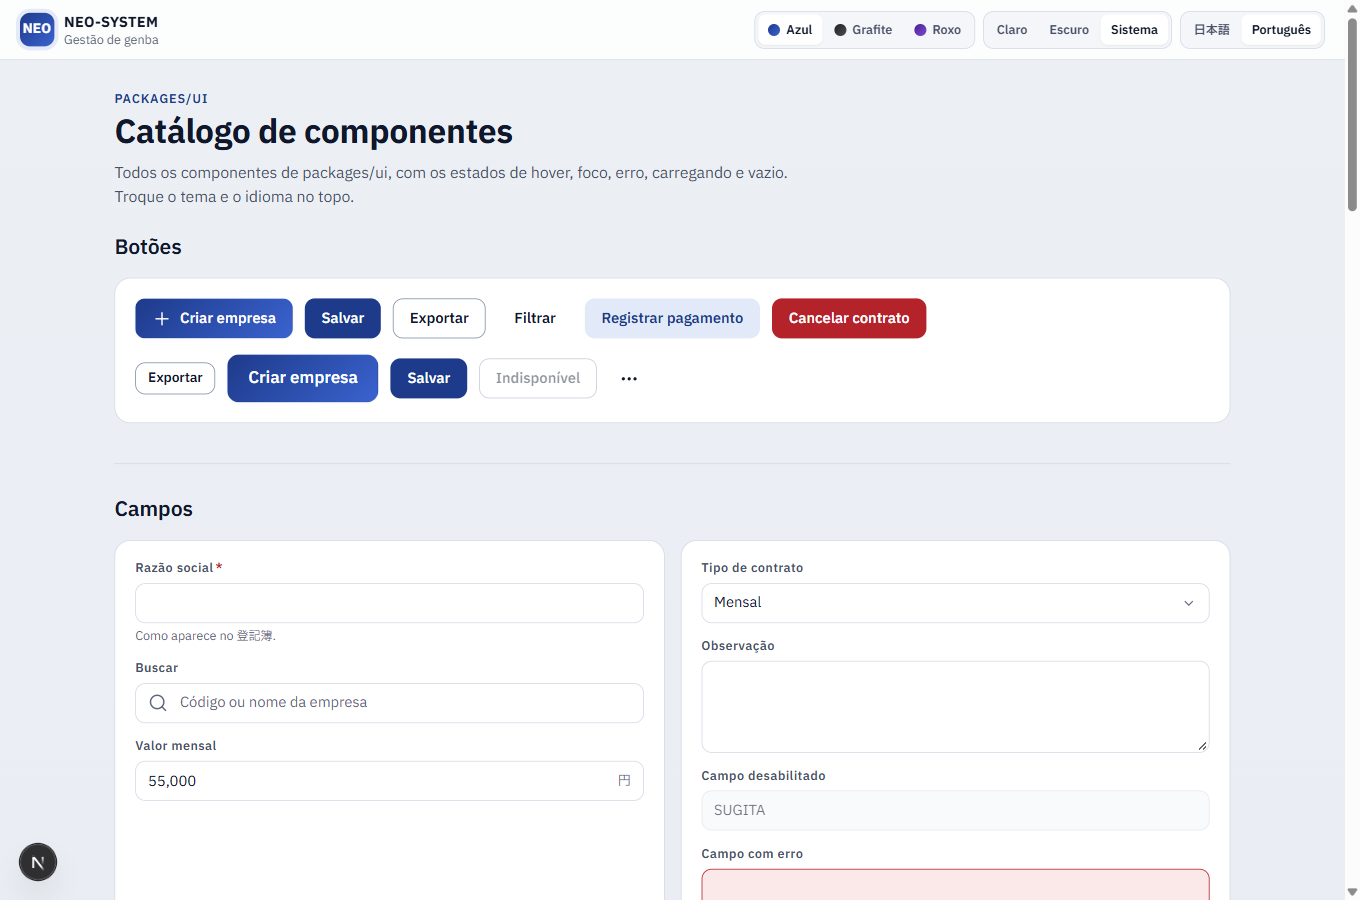 NEO
NEO-SYSTEM
Gestão de genba
Azul
Grafite
Roxo
Claro
Escuro
Sistema
日本語
Português
PACKAGES/UI
Catálogo de componentes
Todos os componentes de packages/ui, com os estados de hover, foco, erro, carregando e vazio.
Troque o tema e o idioma no topo.
Botões
Criar empresa
Salvar
Exportar
Filtrar
Registrar pagamento
Cancelar contrato
Exportar
Criar empresa
Salvar
Indisponível
Campos
Razão social *
Como aparece no 登記簿.
Buscar
Código ou nome da empresa
Valor mensal
55,000
円
Tipo de contrato
Mensal
Observação
Campo desabilitado
SUGITA
Campo com erro
N